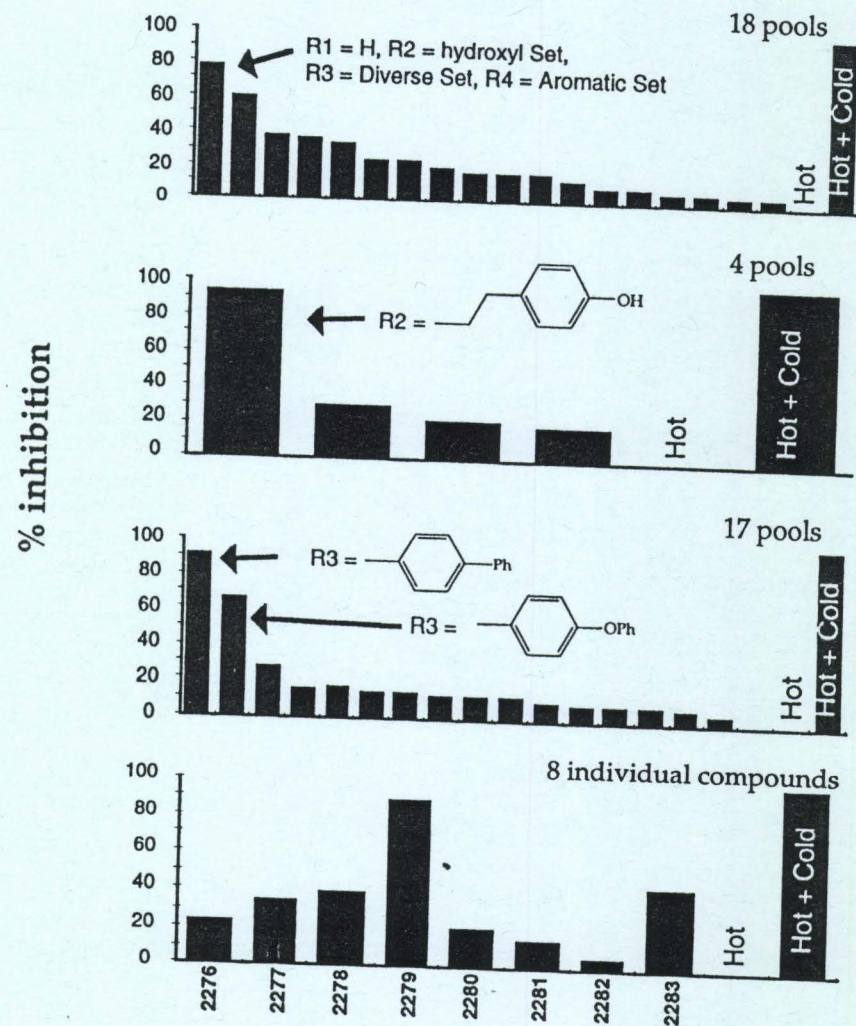 % inhibition
100
80
60
40
20
0
18 pools
R1 = H, R2 = hydroxyl Set,
R3 = Diverse Set, R4 = Aromatic Set
Hot
Hot + Cold
100
80
60
40
20
0
4 pools
R2 =
OH
Hot
Hot + Cold
100
80
60
40
20
0
17 pools
R3 =
Ph
R3 =
OPh
Hot
Hot + Cold
100
80
60
40
20
0
8 individual compounds
Hot
Hot + Cold
2276
2277
2278
2279
2280
2281
2282
2283